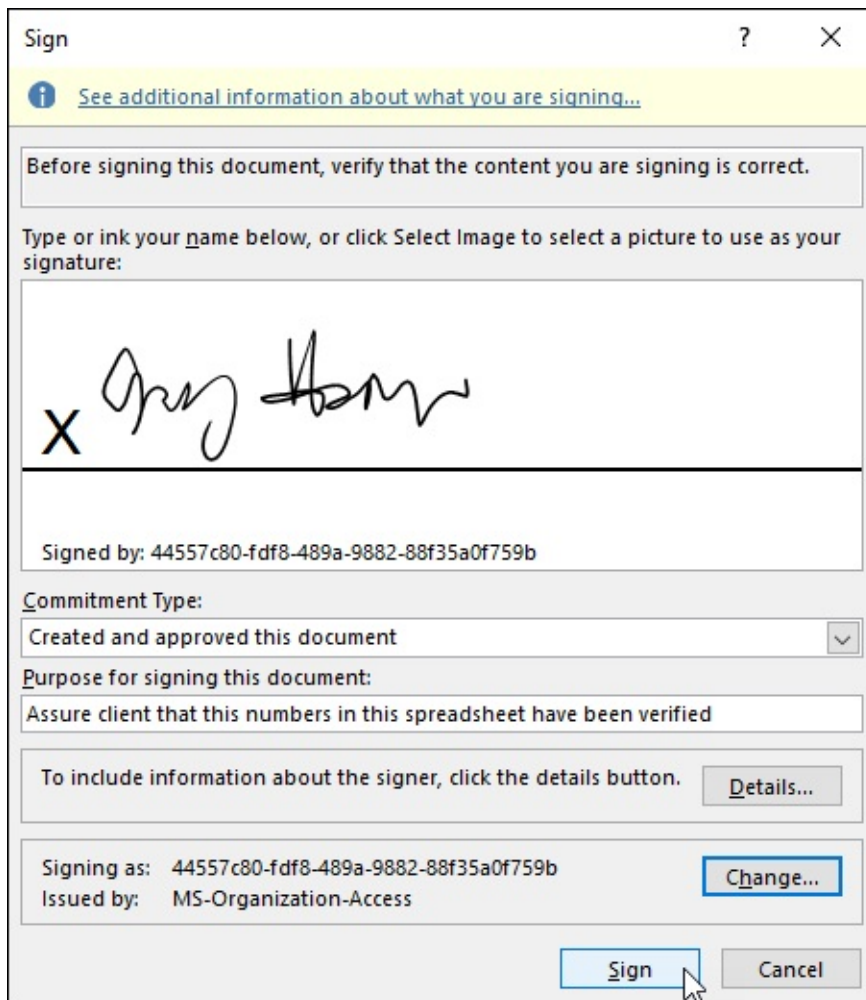 Sign ?
See additional information about what you are signing...
Before signing this document, verify that the content you are signing is correct.
Type or ink your name below, or click Select Image to select a picture to use as your
signature:
X Greg Har
Signed by: 44557c80-fdf8-489a-9882-88f35a0f759b
Commitment Type:
Created and approved this document
Purpose for signing this document:
Assure client that this numbers in this spreadsheet have been verified
To include information about the signer, click the details button. Details...
Signing as: 44557c80-fdf8-489a-9882-88f35a0f759b
Change...
Issued by: MS-Organization-Access
Sign Cancel